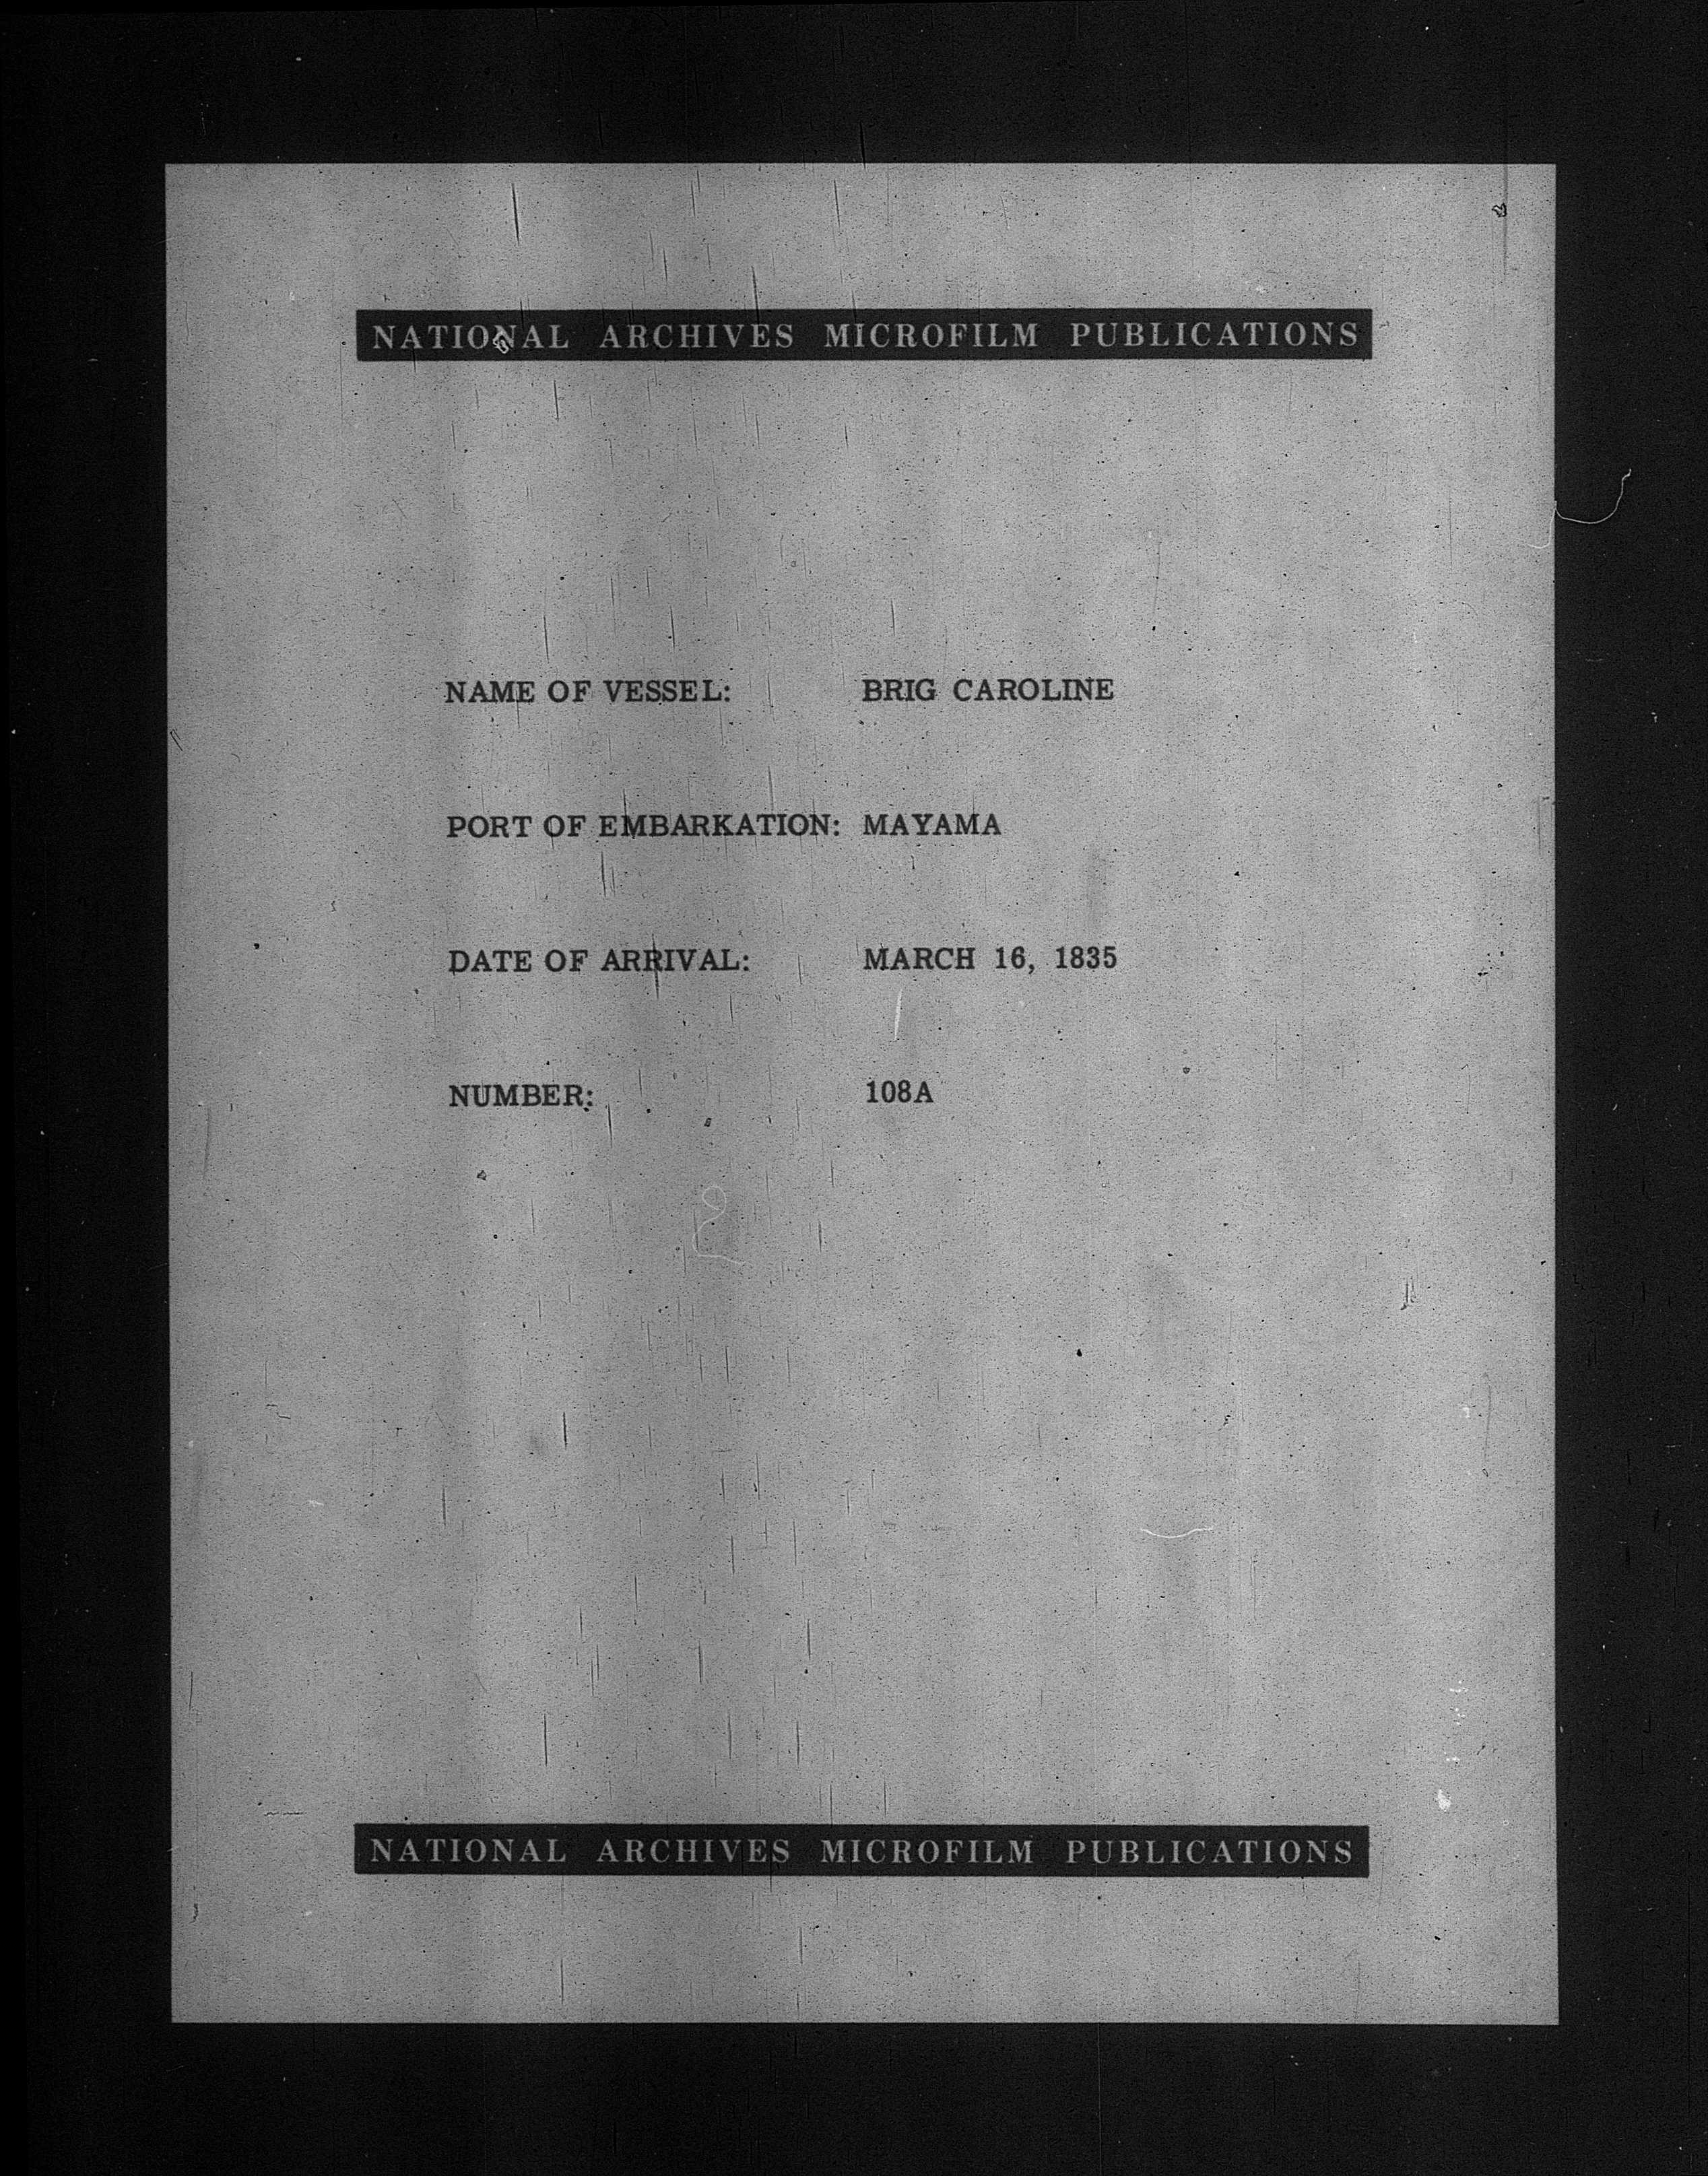 NATIONAL ARCHIVES MICROFILM PUBLICATIONS
NAME OF VESSEL: BRIG CAROLINE
PORT OF EMBARKATION: MAYAMA
DATE OF ARRIVAL: MARCH 16, 1835
NUMBER: 108A
NATIONAL ARCHIVES MICROFILM PUBLICATIONS